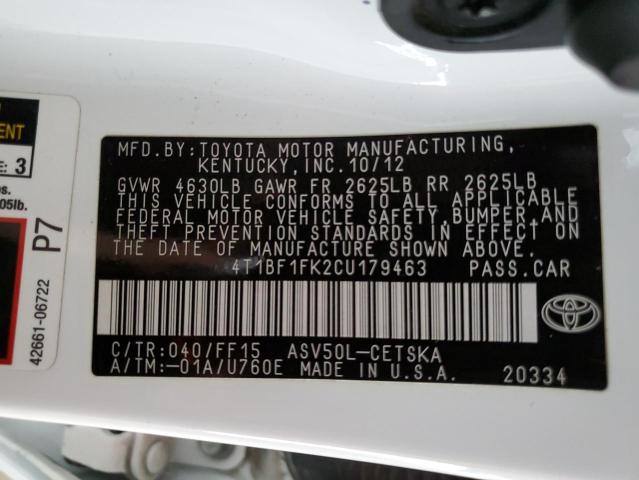 ENT
E: 3
s.
05lb.
P7
42661-06722
MFD.BY:TOYOTA MOTOR MANUFACTURING,
KENTUCKY,INC.10/12
GVWR 4630LB GAWR FR 2625LB RR 2625LB
THIS VEHICLE CONFORMS TO ALL APPLICABLE
FEDERAL MOTOR VEHICLE SAFETY,BUMPER,AND
THEFT PREVENTION STANDARDS IN EFFECT ON
THE DATE OF MANUFACTURE SHOWN ABOVE.
4T1BF1FK2CU179463 PASS.CAR
C/TR:040/FF15 ASV50L-CETSKA
A/TM:-01A/U760E MADE IN U.S.A. 20334